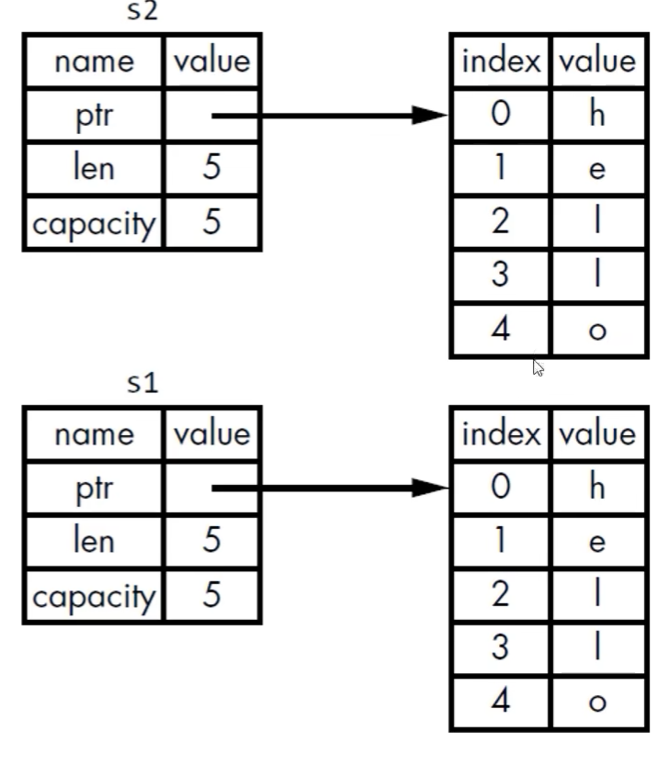 s2
name value
ptr
len 5
capacity 5
index value
0 h
1 e
2 l
3 l
4 o
s1
name value
ptr
len 5
capacity 5
index value
0 h
1 e
2 l
3 l
4 o